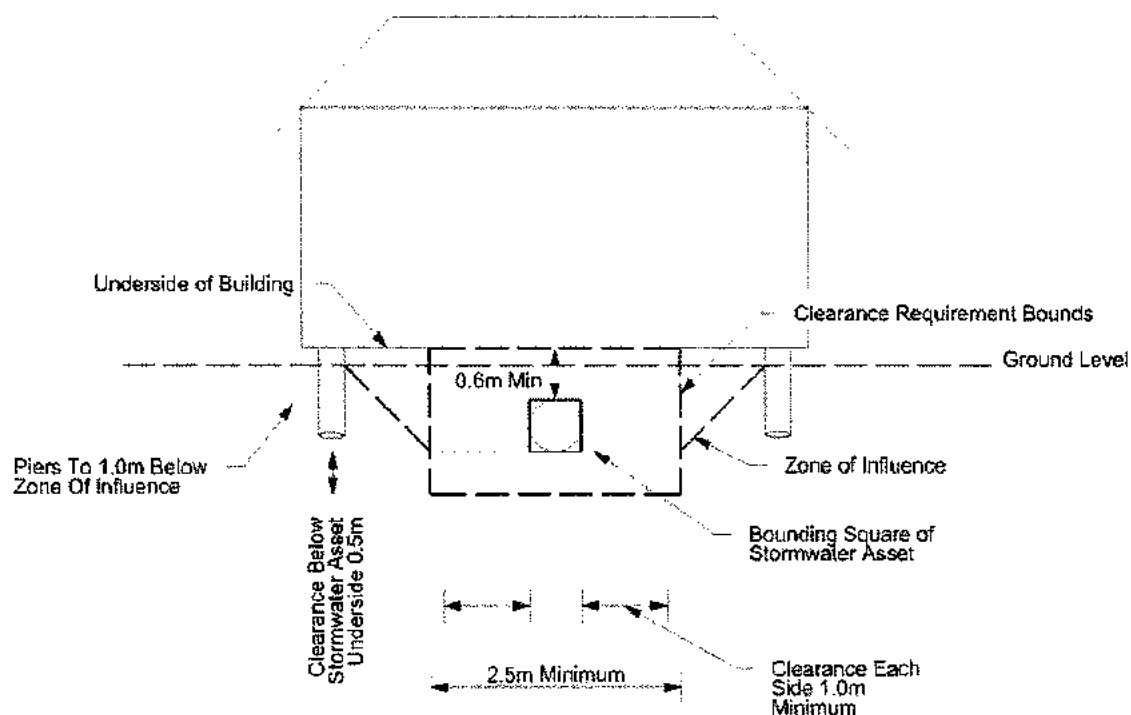 Underside of Building
Clearance Requirement Bounds
Ground Level
0.6m Min
Piers To 1.0m Below
Zone Of Influence
Zone of Influence
Clearance Below
Stormwater Asset
Underside 0.5m
Bounding Square of
Stormwater Asset
2.5m Minimum
Clearance Each
Side 1.0m
Minimum